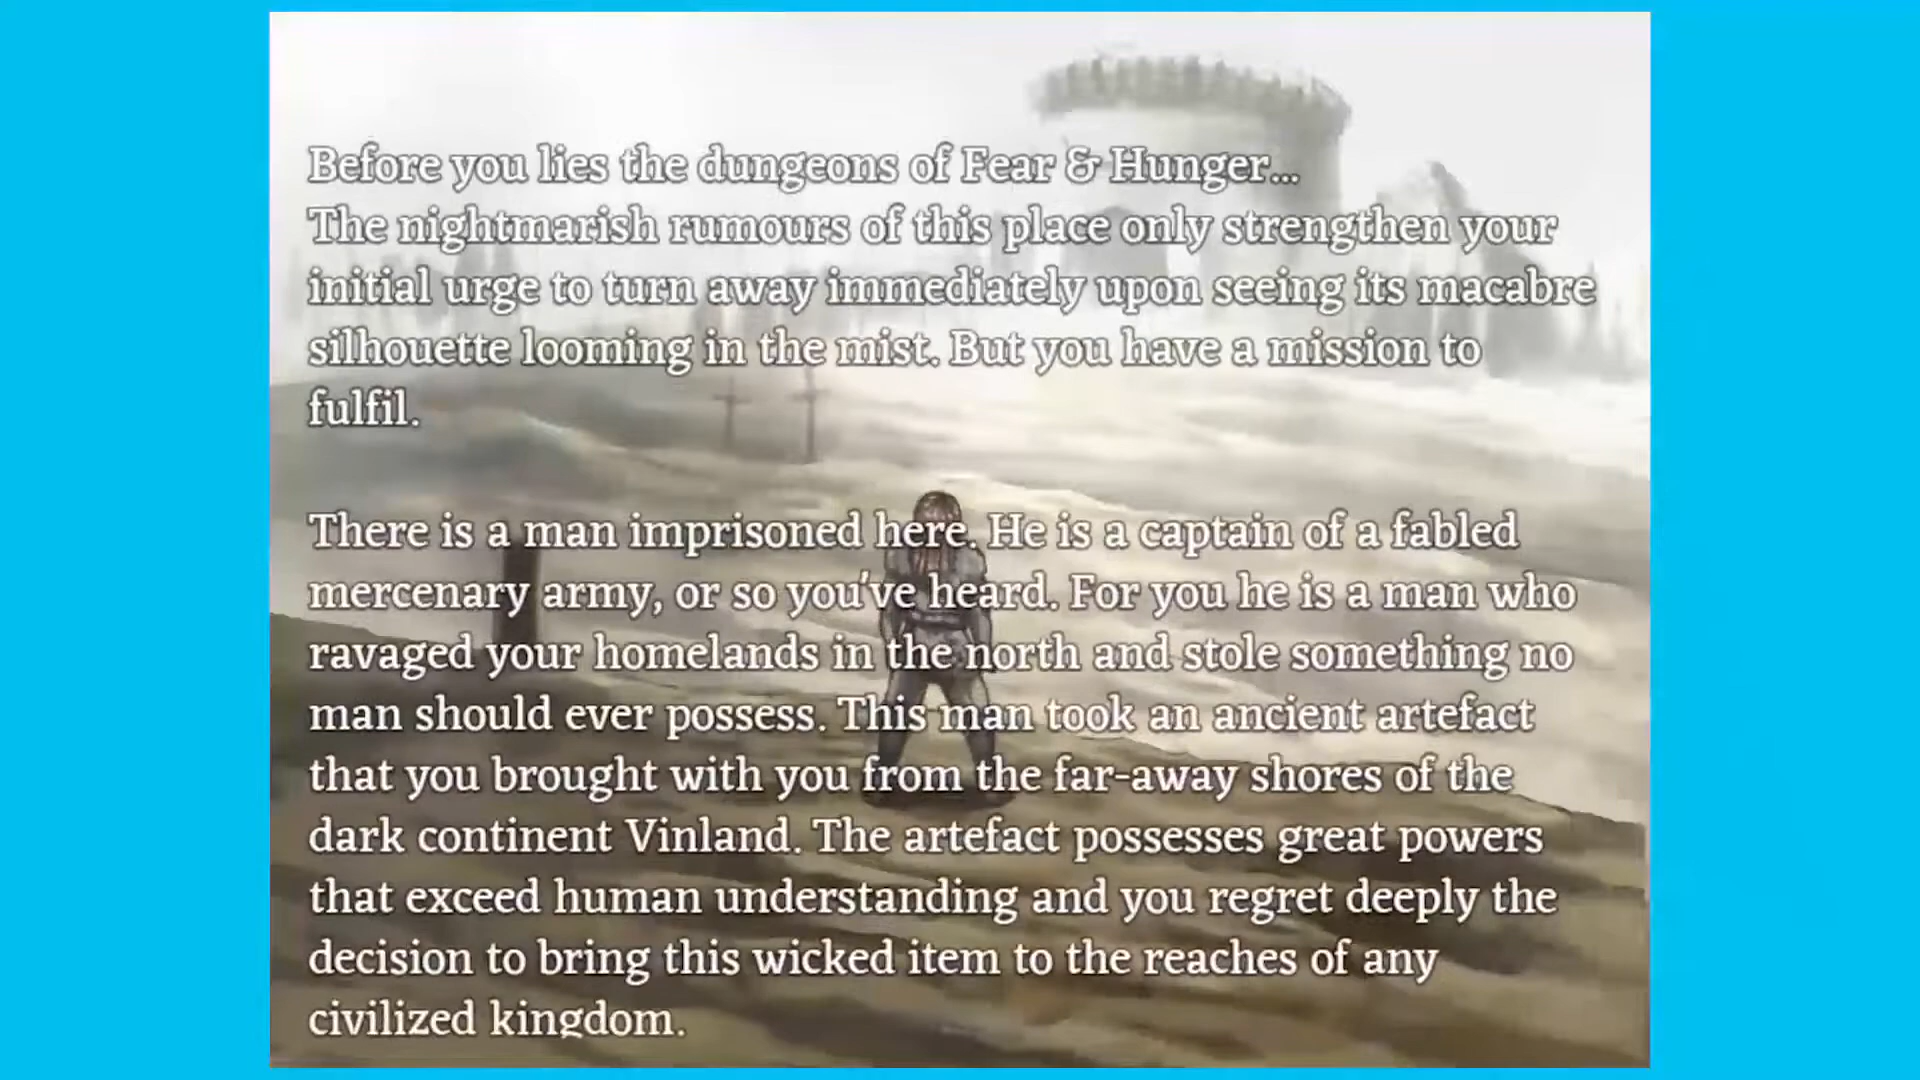 Before you lies the dungeons of Fear & Hunger...
The nightmarish rumours of this place only strengthen your
initial urge to turn away immediately upon seeing its macabre
silhouette looming in the mist. But you have a mission to
fulfil.
There is a man imprisoned here. He is a captain of a fabled
mercenary army, or so you've heard. For you he is a man who
ravaged your homelands in the north and stole something no
man should ever possess. This man took an ancient artefact
that you brought with you from the far-away shores of the
dark continent Vinland. The artefact possesses great powers
that exceed human understanding and you regret deeply the
decision to bring this wicked item to the reaches of any
civilized kingdom.